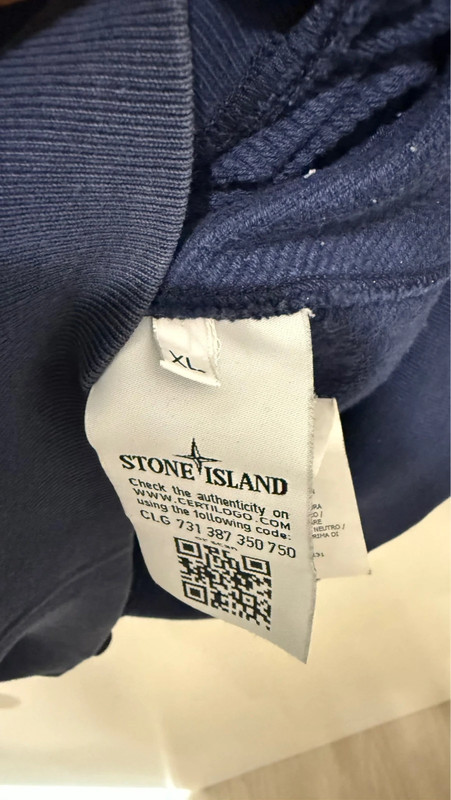 XL
STONE ISLAND
Check the authenticity on
WWW.CERTILOGO.COM
using the following code:
CLG 731 387 350 750
NEUTRO /